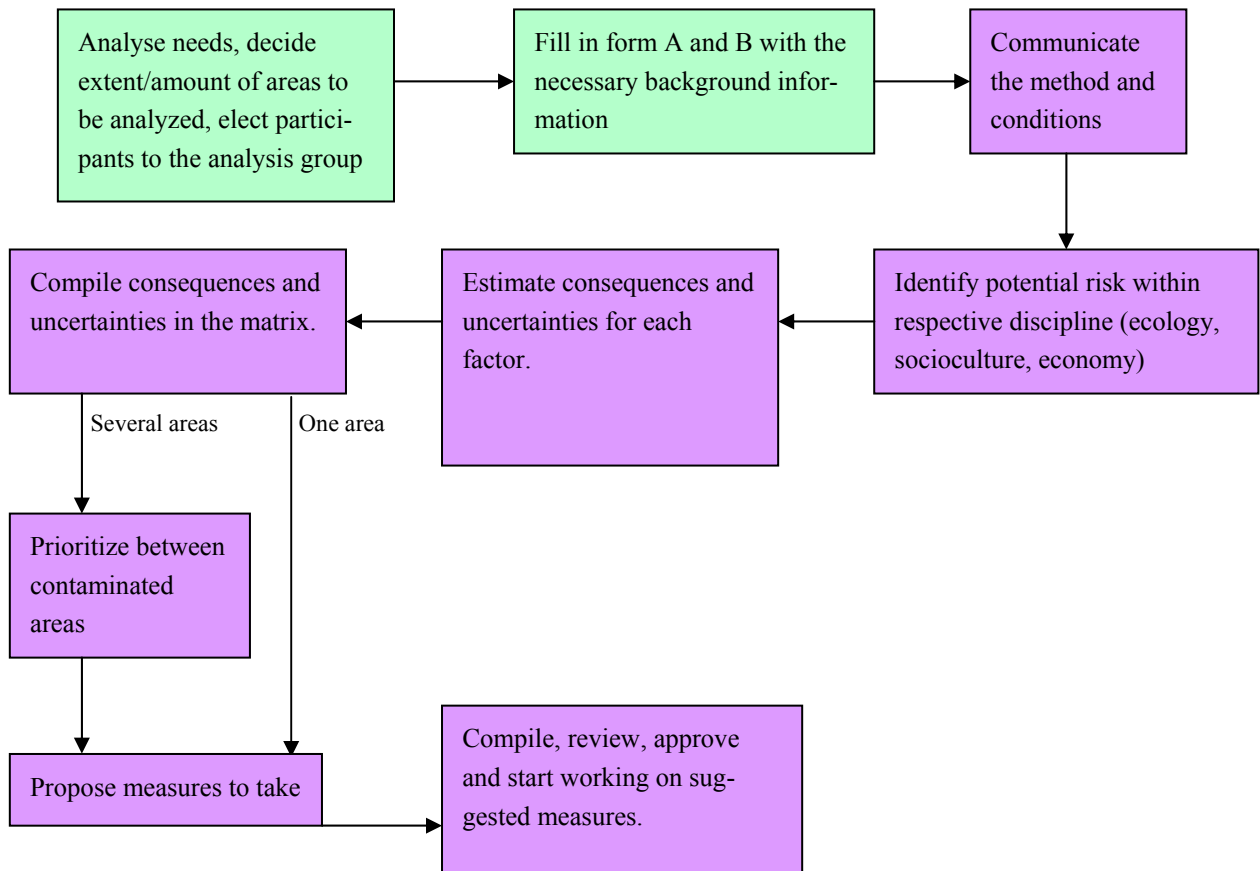 Analyse needs, decide
extent/amount of areas to
be analyzed, elect partici-
pants to the analysis group
Fill in form A and B with the
necessary background infor-
mation
Communicate
the method and
conditions
Identify potential risk within
respective discipline (ecology,
socioculture, economy)
Estimate consequences and
uncertainties for each
factor.
Compile consequences and
uncertainties in the matrix.
Several areas
One area
Prioritize between
contaminated
areas
Propose measures to take
Compile, review, approve
and start working on sug-
gested measures.